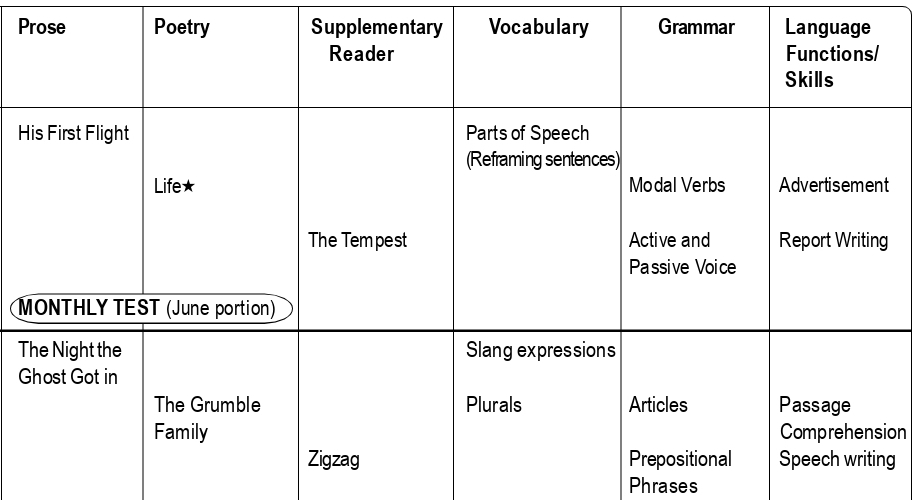 Prose Poetry Supplementary Vocabulary Grammar Language
Reader Functions/
Skills
His First Flight Parts of Speech
(Reframing sentences)
Life★ Modal Verbs Advertisement
The Tempest Active and Report Writing
Passive Voice
MONTHLY TEST (June portion)
The Night the Slang expressions
Ghost Got in
The Grumble Plurals Articles Passage
Family Comprehension
Zigzag Prepositional Speech writing
Phrases